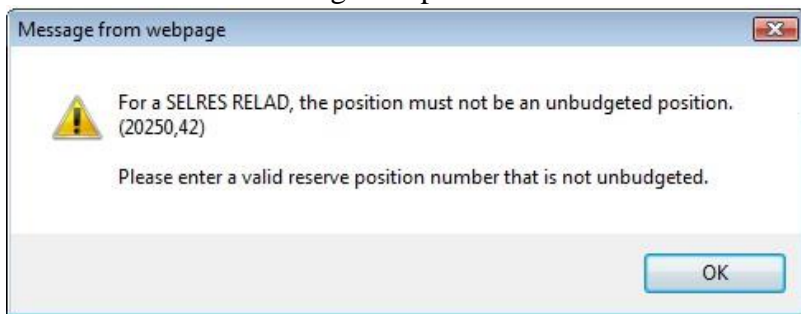 Message from webpage
For a SELRES RELAD, the position must not be an unbudgeted position.
(20250,42)
Please enter a valid reserve position number that is not unbudgeted.
OK